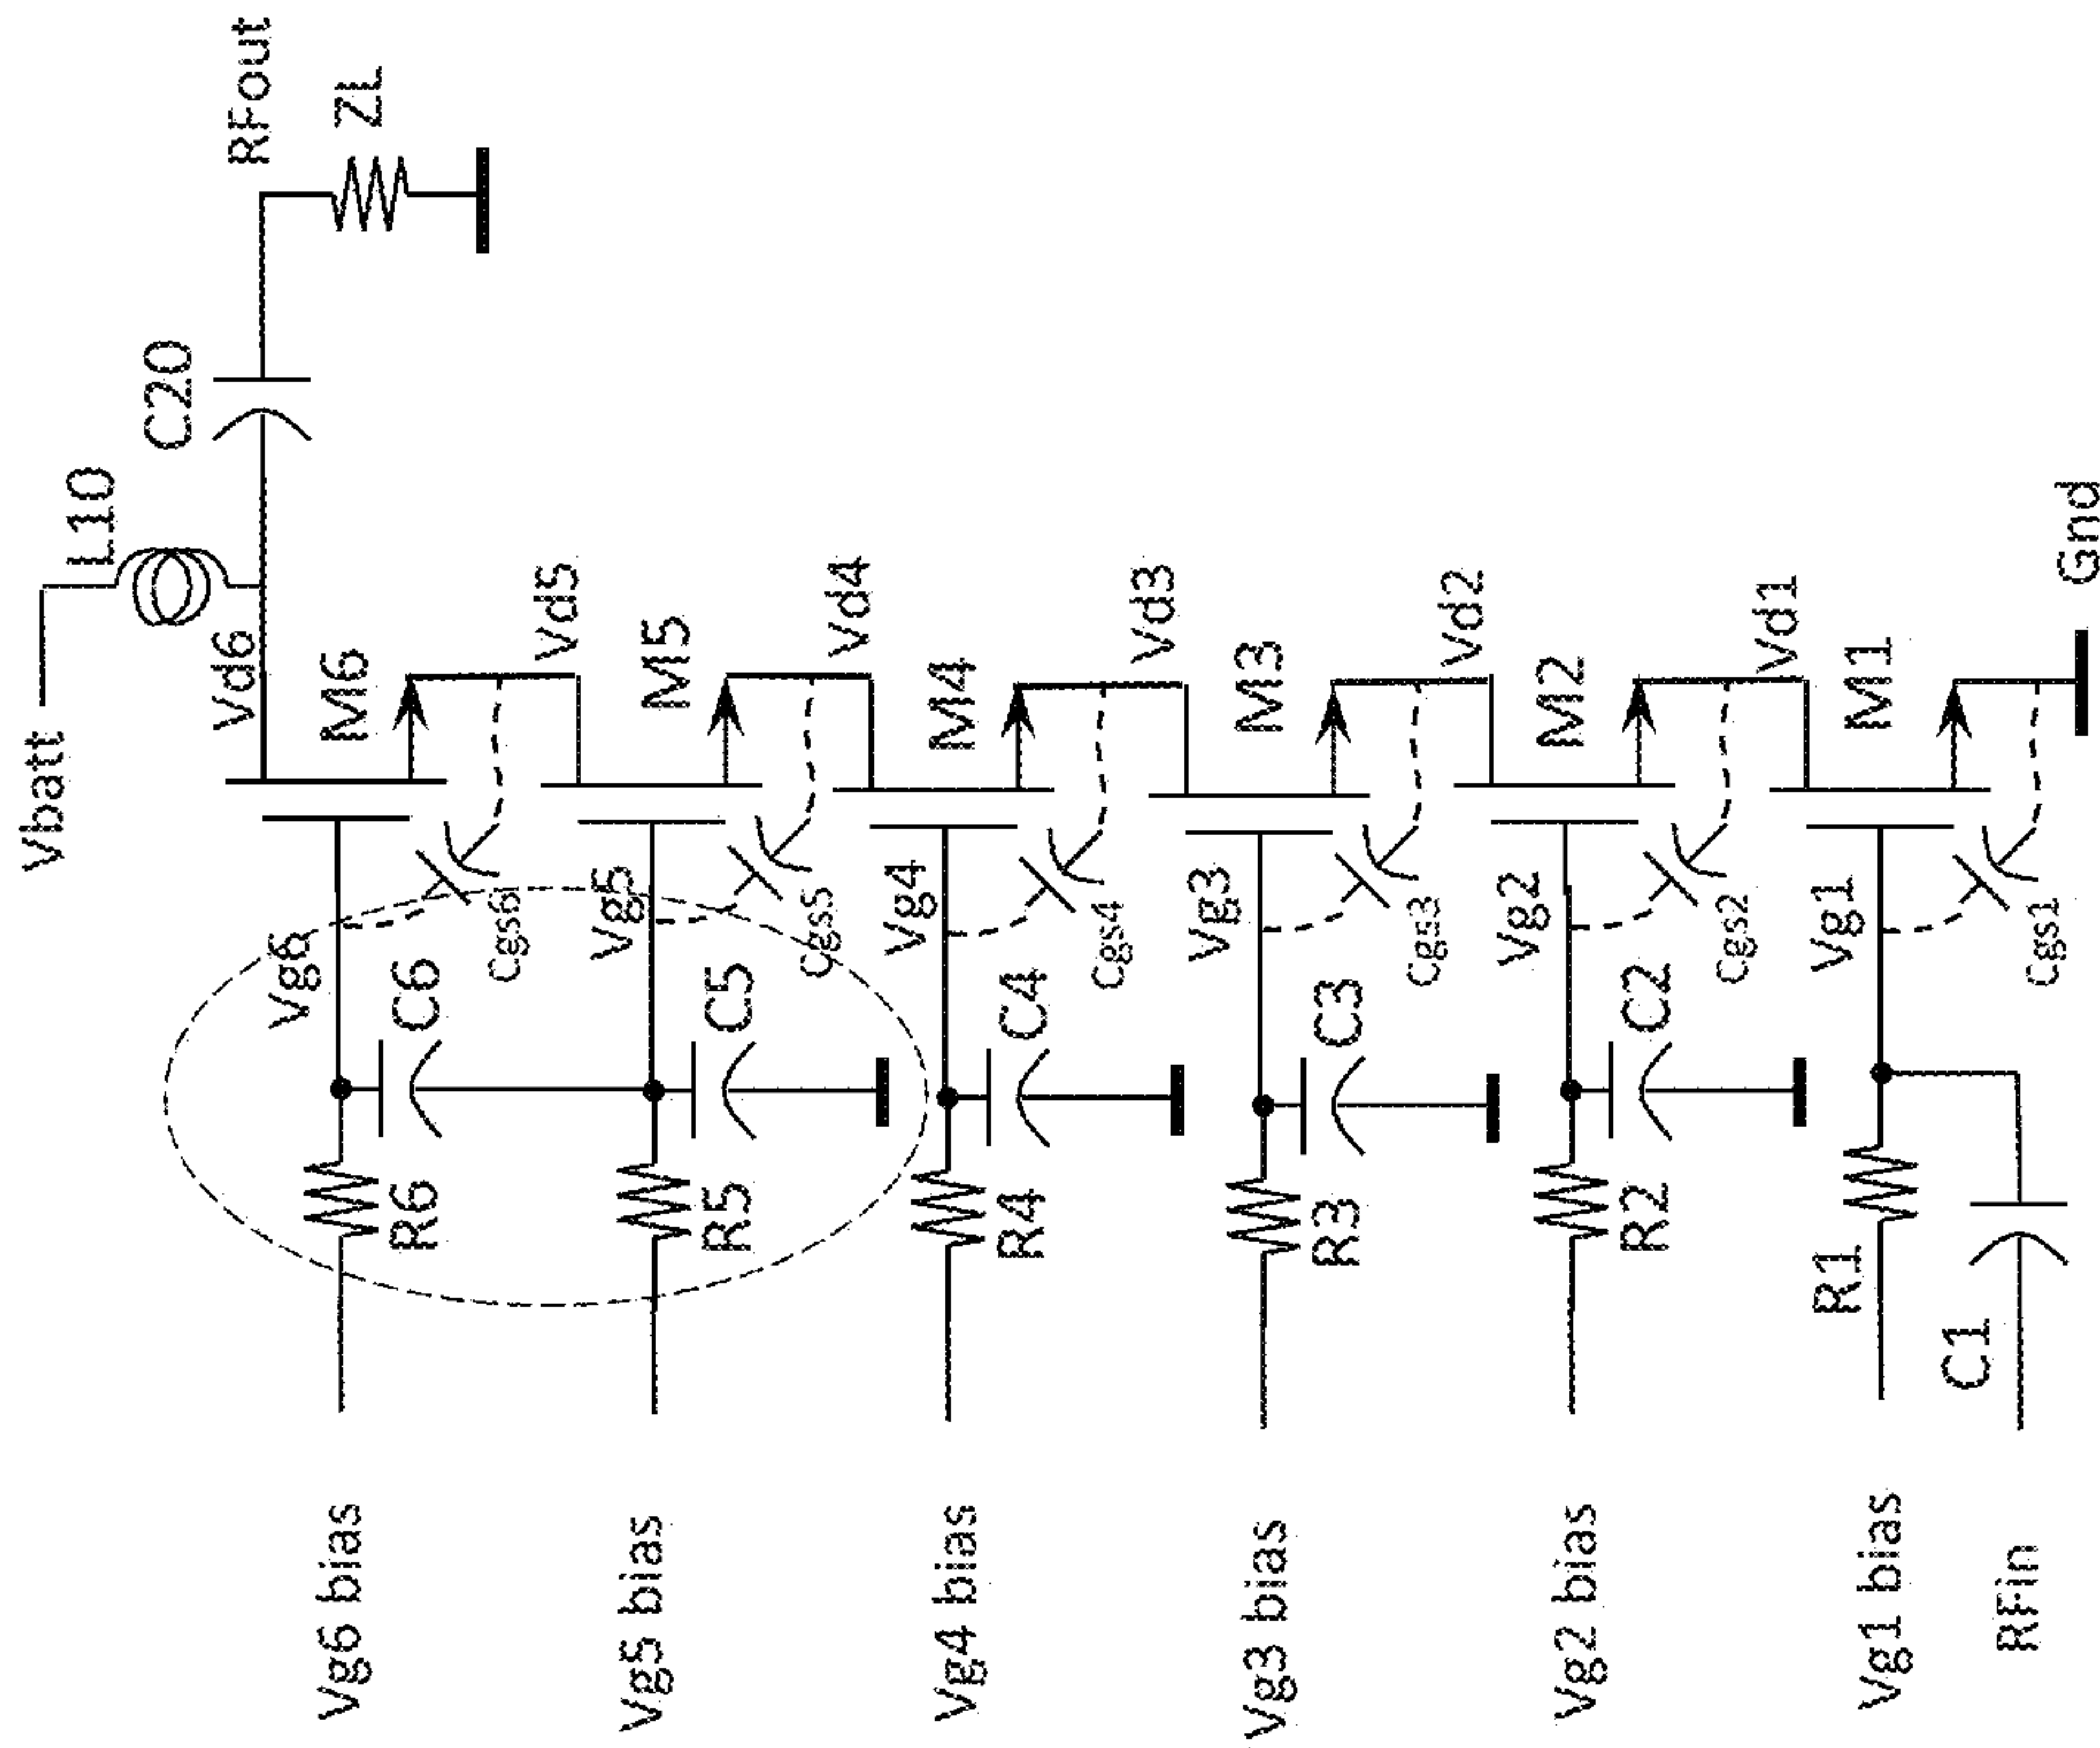 Vbatt
L10
C20
RFout
ZL
Vd6
M6
Vg6
Cgs6
C6
R6
Vg6 bias
Vd5
M5
Vg5
Cgs5
C5
R5
Vg5 bias
Vd4
M4
Vg4
Cgs4
C4
R4
Vg4 bias
Vd3
M3
Vg3
Cgs3
C3
R3
Vg3 bias
Vd2
M2
Vg2
Cgs2
C2
R2
Vg2 bias
Vd1
M1
Vg1
Cgs1
R1
Vg1 bias
C1
RFin
Gnd